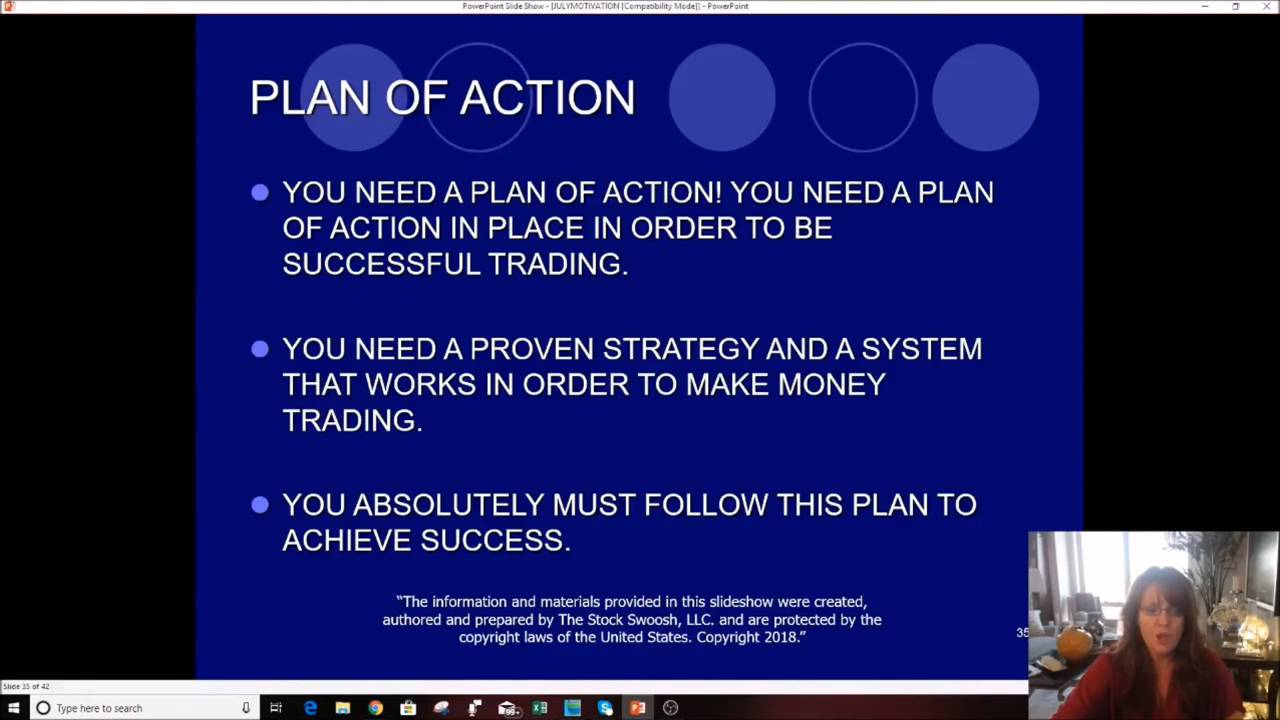 PowerPoint Slide Show - [JULYMOTIVATION [Compatibility Mode]] - PowerPoint
PLAN OF ACTION
YOU NEED A PLAN OF ACTION! YOU NEED A PLAN
OF ACTION IN PLACE IN ORDER TO BE
SUCCESSFUL TRADING.
YOU NEED A PROVEN STRATEGY AND A SYSTEM
THAT WORKS IN ORDER TO MAKE MONEY
TRADING.
YOU ABSOLUTELY MUST FOLLOW THIS PLAN TO
ACHIEVE SUCCESS.
“The information and materials provided in this slideshow were created,
authored and prepared by The Stock Swoosh, LLC. and are protected by the
copyright laws of the United States. Copyright 2018.”
35
Slide 35 of 42
Type here to search
99+